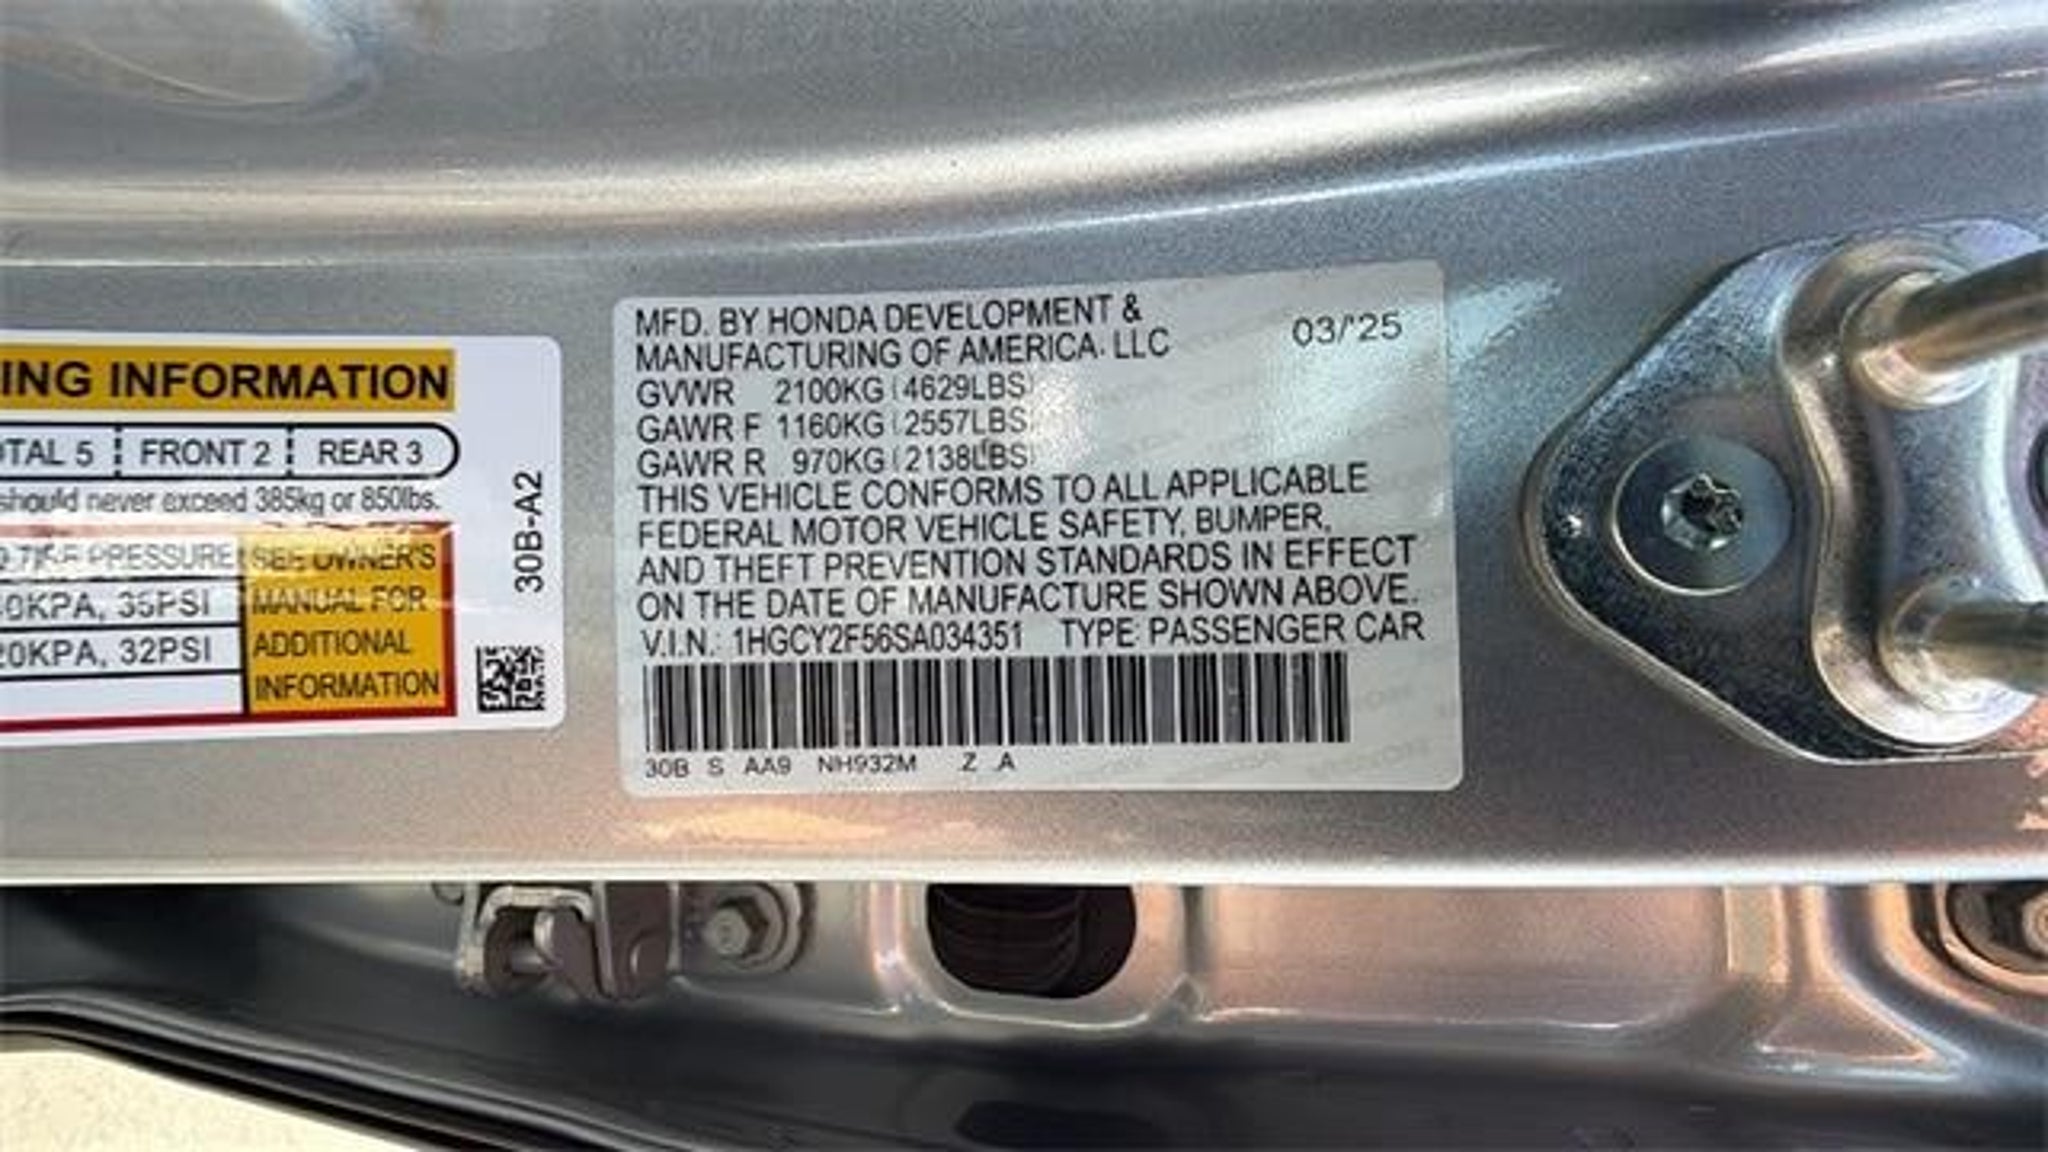 ING INFORMATION
OTAL 5 FRONT 2 REAR 3
should never exceed 385kg or 850lbs.
PRESSURE SEE OWNER'S
0KPA, 35PSI MANUAL FOR
20KPA, 32PSI ADDITIONAL
INFORMATION
30B-A2
MFD. BY HONDA DEVELOPMENT &
MANUFACTURING OF AMERICA. LLC
03/'25
GVWR 2100KG (4629LBS)
GAWR F 1160KG (2557LBS)
GAWR R 970KG (2138LBS)
THIS VEHICLE CONFORMS TO ALL APPLICABLE
FEDERAL MOTOR VEHICLE SAFETY, BUMPER,
AND THEFT PREVENTION STANDARDS IN EFFECT
ON THE DATE OF MANUFACTURE SHOWN ABOVE.
V.I.N.: 1HGCY2F56SA034351 TYPE: PASSENGER CAR
30B S AA9 NH932M Z A